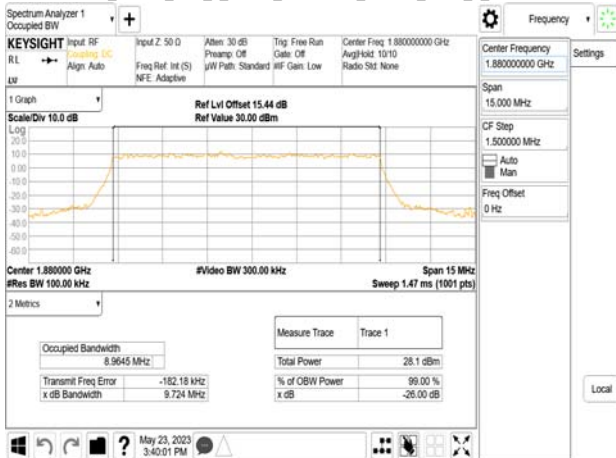 Spectrum Analyzer 1
Occupied BW
Frequency
KEYSIGHT Input: RF
RL
Coupling: DC
Align: Auto
LXI
Input Z: 50 Ω
Freq Ref: Int (S)
NFE: Adaptive
Atten: 30 dB
Preamp: Off
µW Path: Standard
Trig: Free Run
Gate: Off
#IF Gain: Low
Center Freq: 1.880000000 GHz
Avg|Hold: 10/10
Radio Std: None
Center Frequency
1.880000000 GHz
Settings
Span
15.000 MHz
CF Step
1.500000 MHz
Auto
Man
Freq Offset
0 Hz
Local
1 Graph
Scale/Div 10.0 dB
Ref Lvl Offset 15.44 dB
Ref Value 30.00 dBm
Log
20.0
10.0
0.00
-10.0
-20.0
-30.0
-40.0
-50.0
-60.0
Center 1.880000 GHz
#Res BW 100.00 kHz
#Video BW 300.00 kHz
Span 15 MHz
Sweep 1.47 ms (1001 pts)
2 Metrics
Measure Trace Trace 1
Occupied Bandwidth
8.9645 MHz
Total Power 28.1 dBm
Transmit Freq Error -182.18 kHz
% of OBW Power 99.00 %
x dB Bandwidth 9.724 MHz
x dB -26.00 dB
May 23, 2023
3:40:01 PM